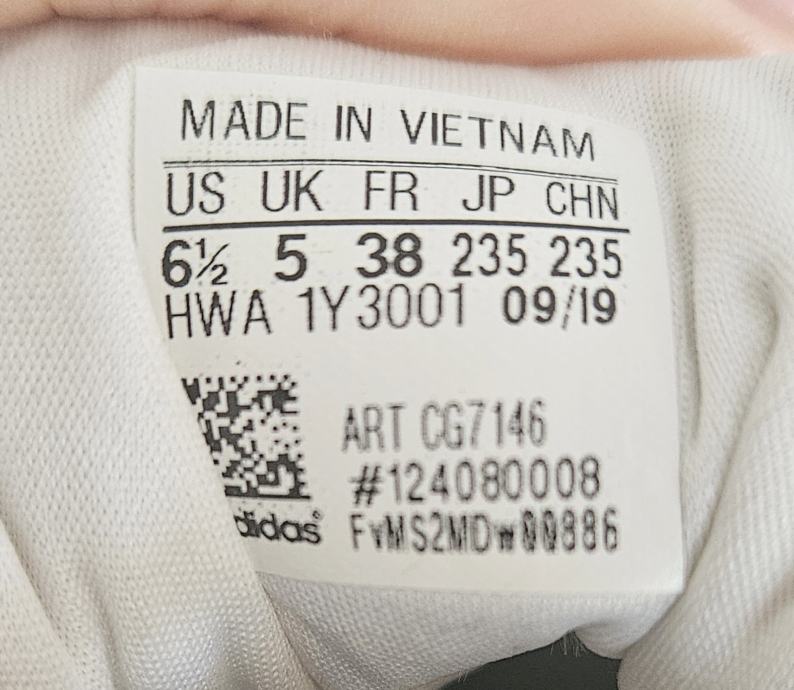 MADE IN VIETNAM
US UK FR JP CHN
6½ 5 38 235 235
HWA 1Y3001 09/19
ART CG7146
#124080008
FvMS2MDw00886
adidas®